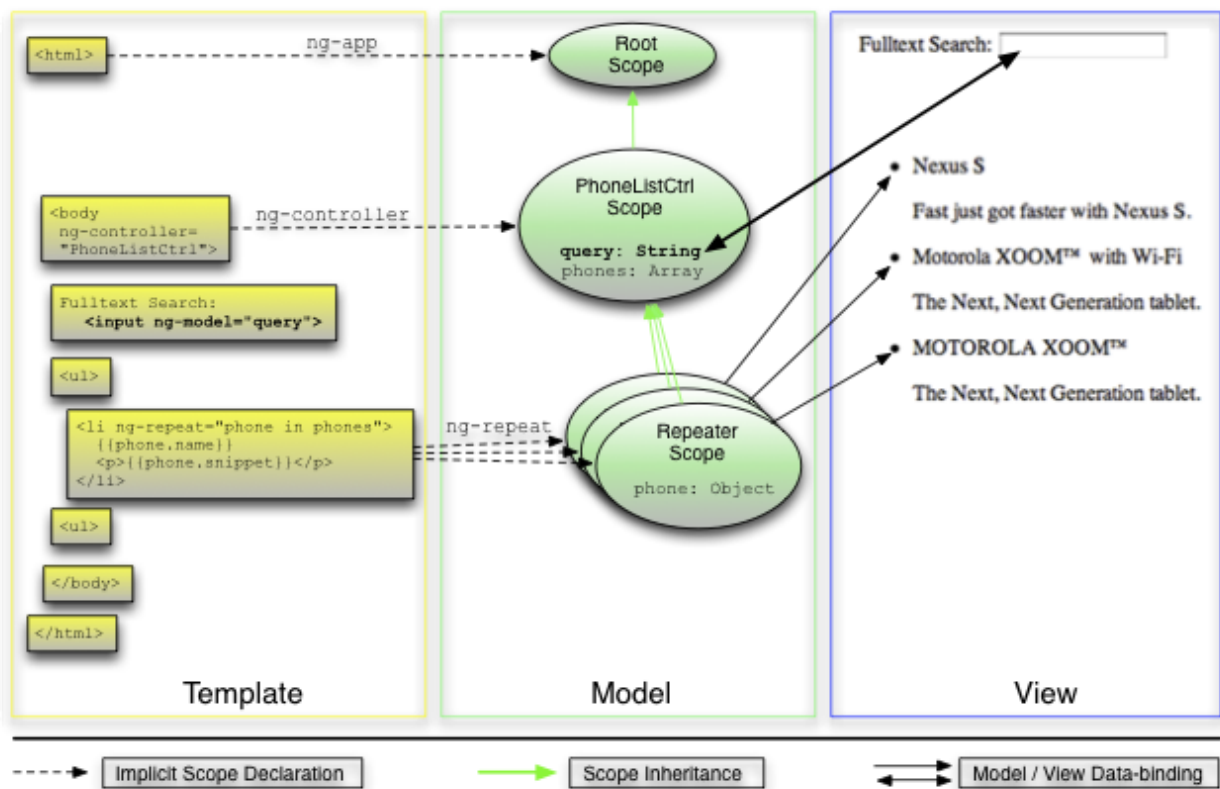 <html>
ng-app
<body
ng-controller=
"PhoneListCtrl">
ng-controller
Fulltext Search:
<input ng-model="query">
<ul>
<li ng-repeat="phone in phones">
{{phone.name}}
<p>{{phone.snippet}}</p>
</li>
ng-repeat
<ul>
</body>
</html>
Template
Root
Scope
PhoneListCtrl
Scope
query: String
phones: Array
Repeater
Scope
phone: Object
Model
Fulltext Search:
• Nexus S
Fast just got faster with Nexus S.
• Motorola XOOM™ with Wi-Fi
The Next, Next Generation tablet.
• MOTOROLA XOOM™
The Next, Next Generation tablet.
View
Implicit Scope Declaration
Scope Inheritance
Model / View Data-binding